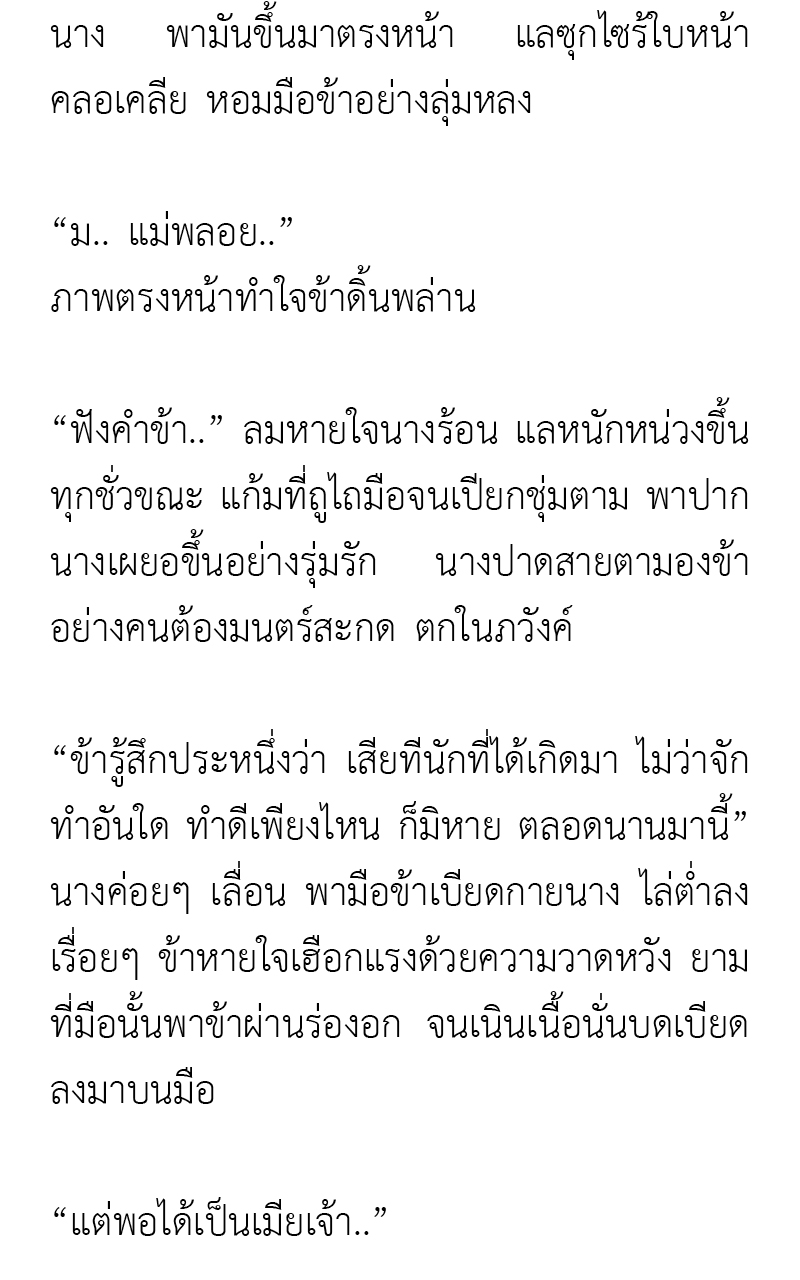 นาง พามันขึ้นมาตรงหน้า แลซุกไซร้ใบหน้า
คลอเคลีย หอมมือข้าอย่างลุ่มหลง
“ม.. แม่พลอย..”
ภาพตรงหน้าทำใจข้าดิ้นพล่าน
“ฟังคำข้า..” ลมหายใจนางร้อน แลหนักหน่วงขึ้น
ทุกชั่วขณะ แก้มที่ถูไถมือจนเปียกชุ่มตาม พาปาก
นางเผยอขึ้นอย่างรุ่มรัก นางปาดสายตามองข้า
อย่างคนต้องมนตร์สะกด ตกในภวังค์
“ข้ารู้สึกประหนึ่งว่า เสียทีนักที่ได้เกิดมา ไม่ว่าจัก
ทำอันใด ทำดีเพียงไหน ก็มิหาย ตลอดนานมานี้”
นางค่อยๆ เลื่อน พามือข้าเบียดกายนาง ไล่ต่ำลง
เรื่อยๆ ข้าหายใจเฮือกแรงด้วยความวาดหวัง ยาม
ที่มือนั้นพาข้าผ่านร่องอก จนเนินเนื้อนั่นบดเบียด
ลงมาบนมือ
“แต่พอได้เป็นเมียเจ้า..”